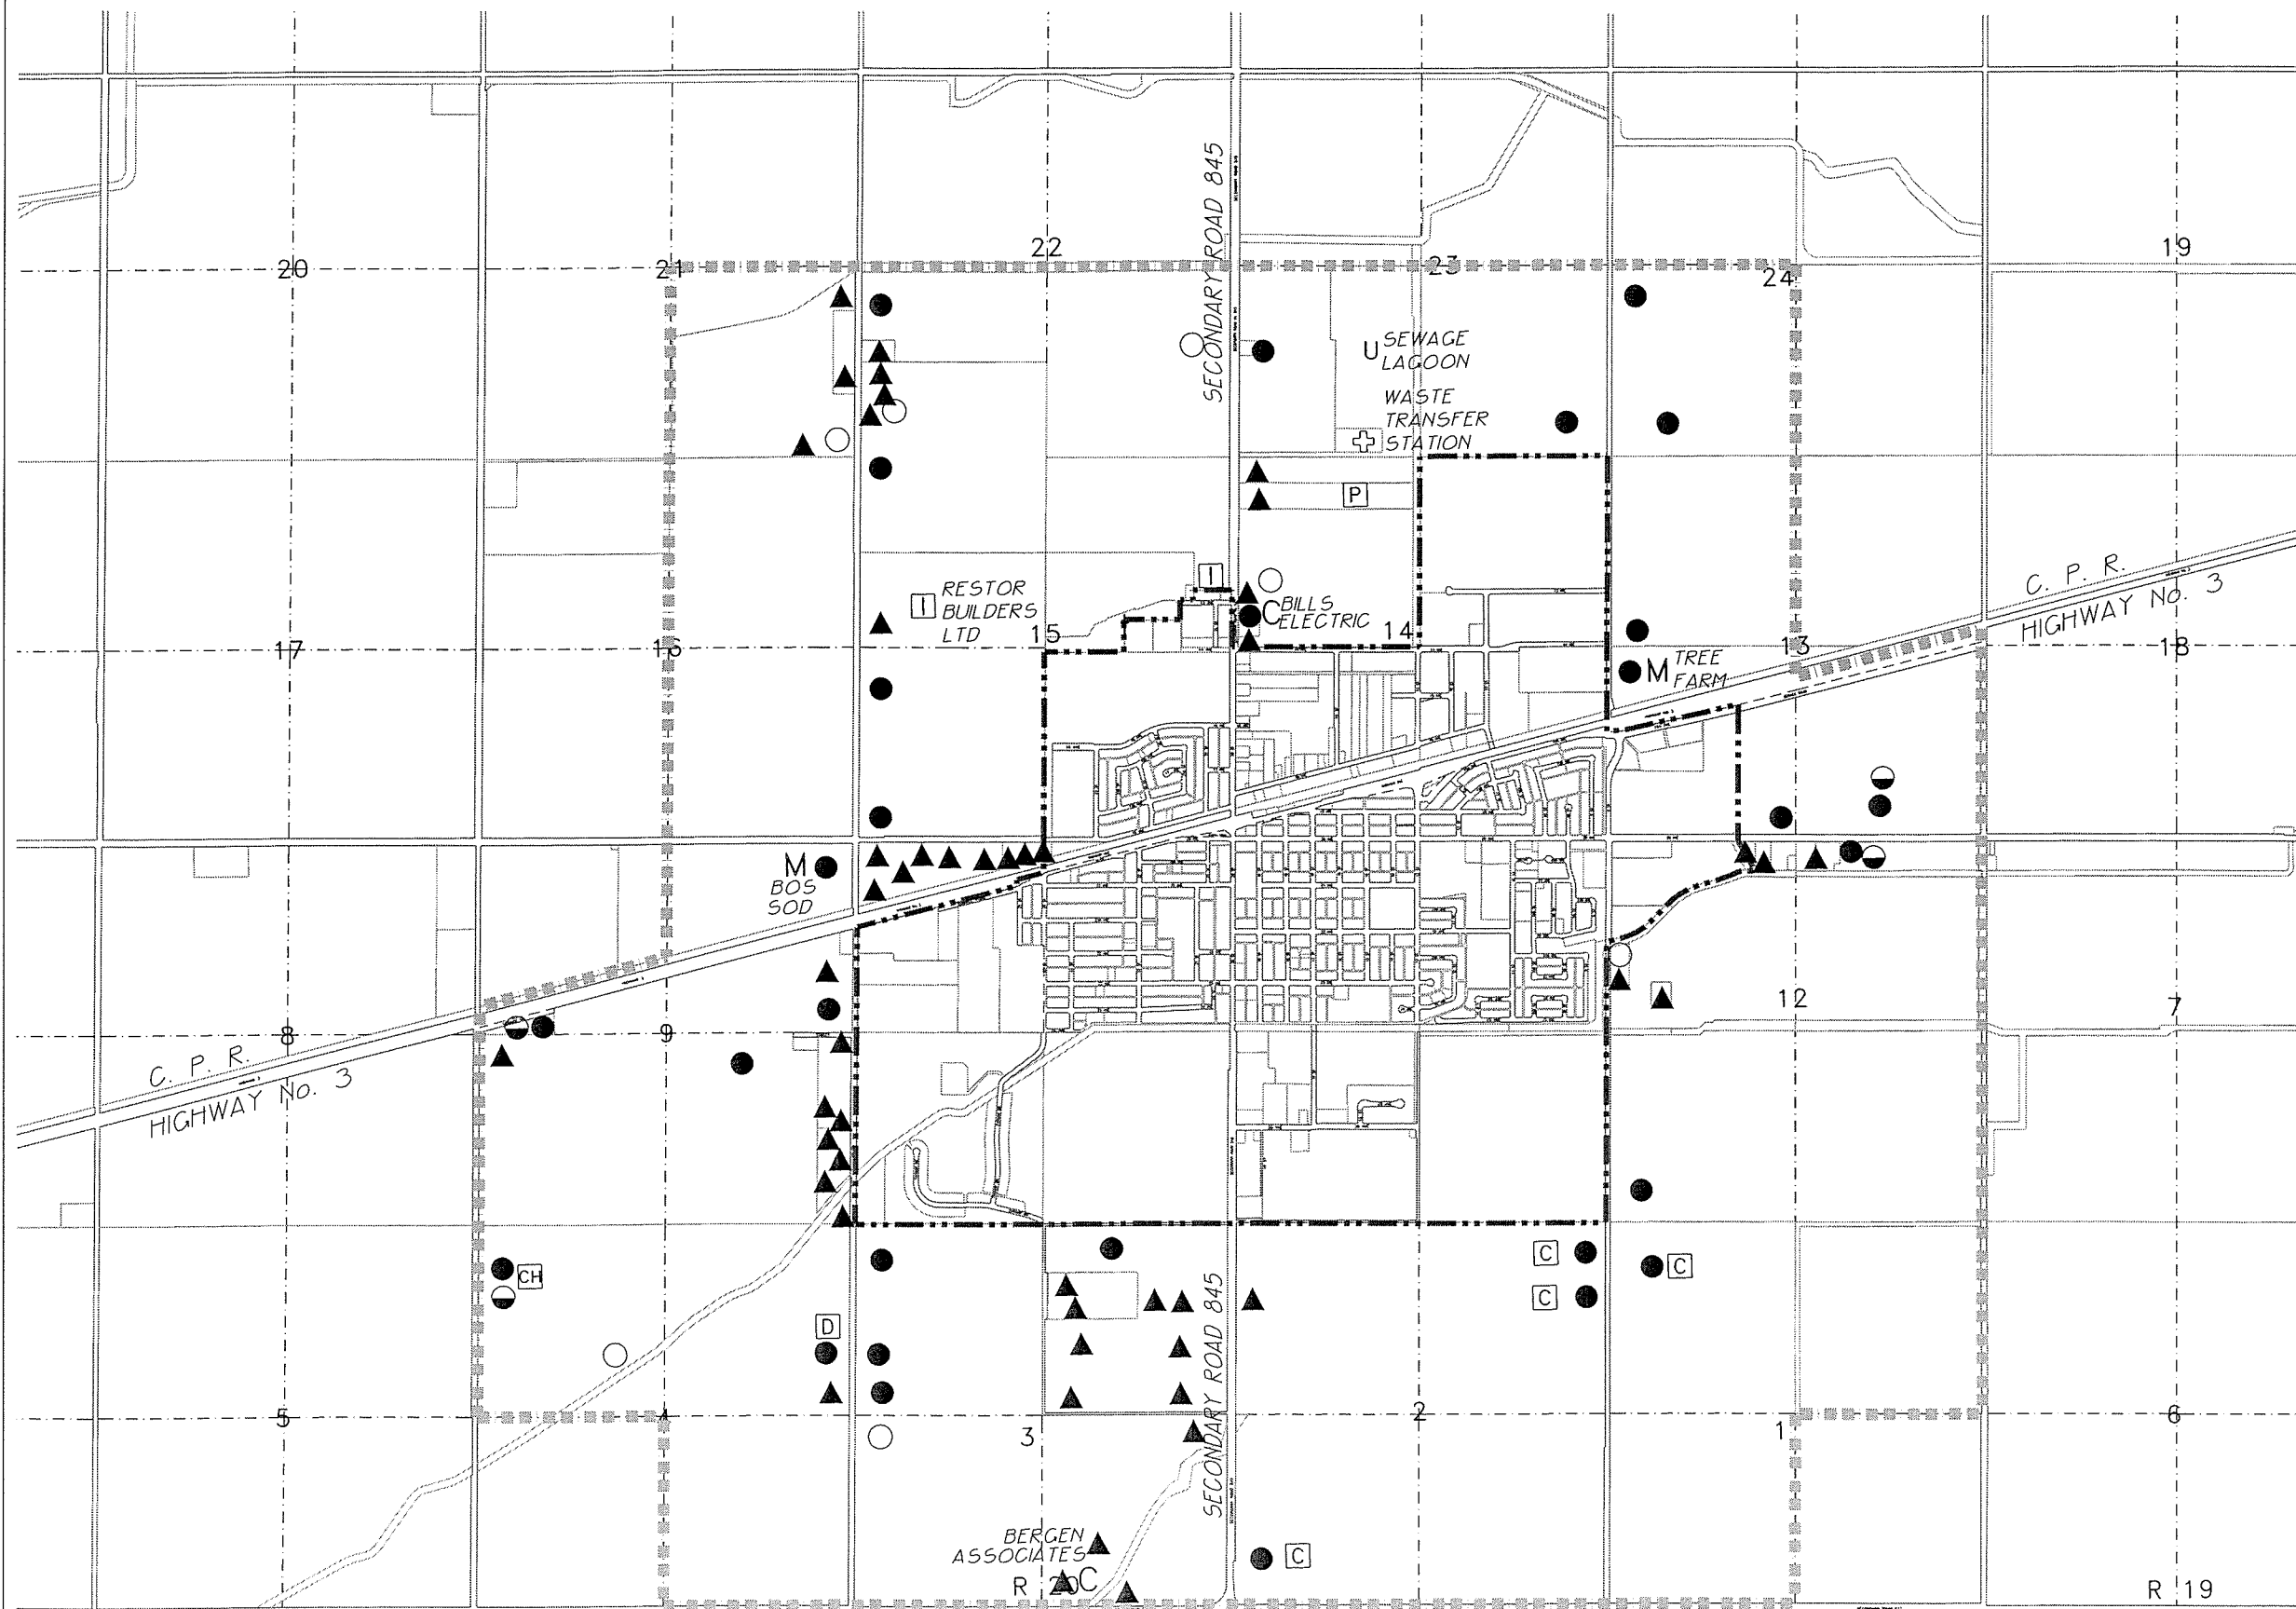 SECONDARY ROAD 845
20
21
22
23
24
19
U SEWAGE
LAGOON
WASTE
TRANSFER
STATION
P
I
I RESTOR
BUILDERS
LTD
C BILLS
ELECTRIC
C. P. R.
HIGHWAY No. 3
17
16
15
14
13
18
M TREE
FARM
M
BOS
SOD
8
9
12
7
C. P. R.
HIGHWAY No. 3
CH
D
C
C
C
SECONDARY ROAD 845
5
4
3
2
1
6
BERGEN
ASSOCIATES
C
R 20
C
R 19